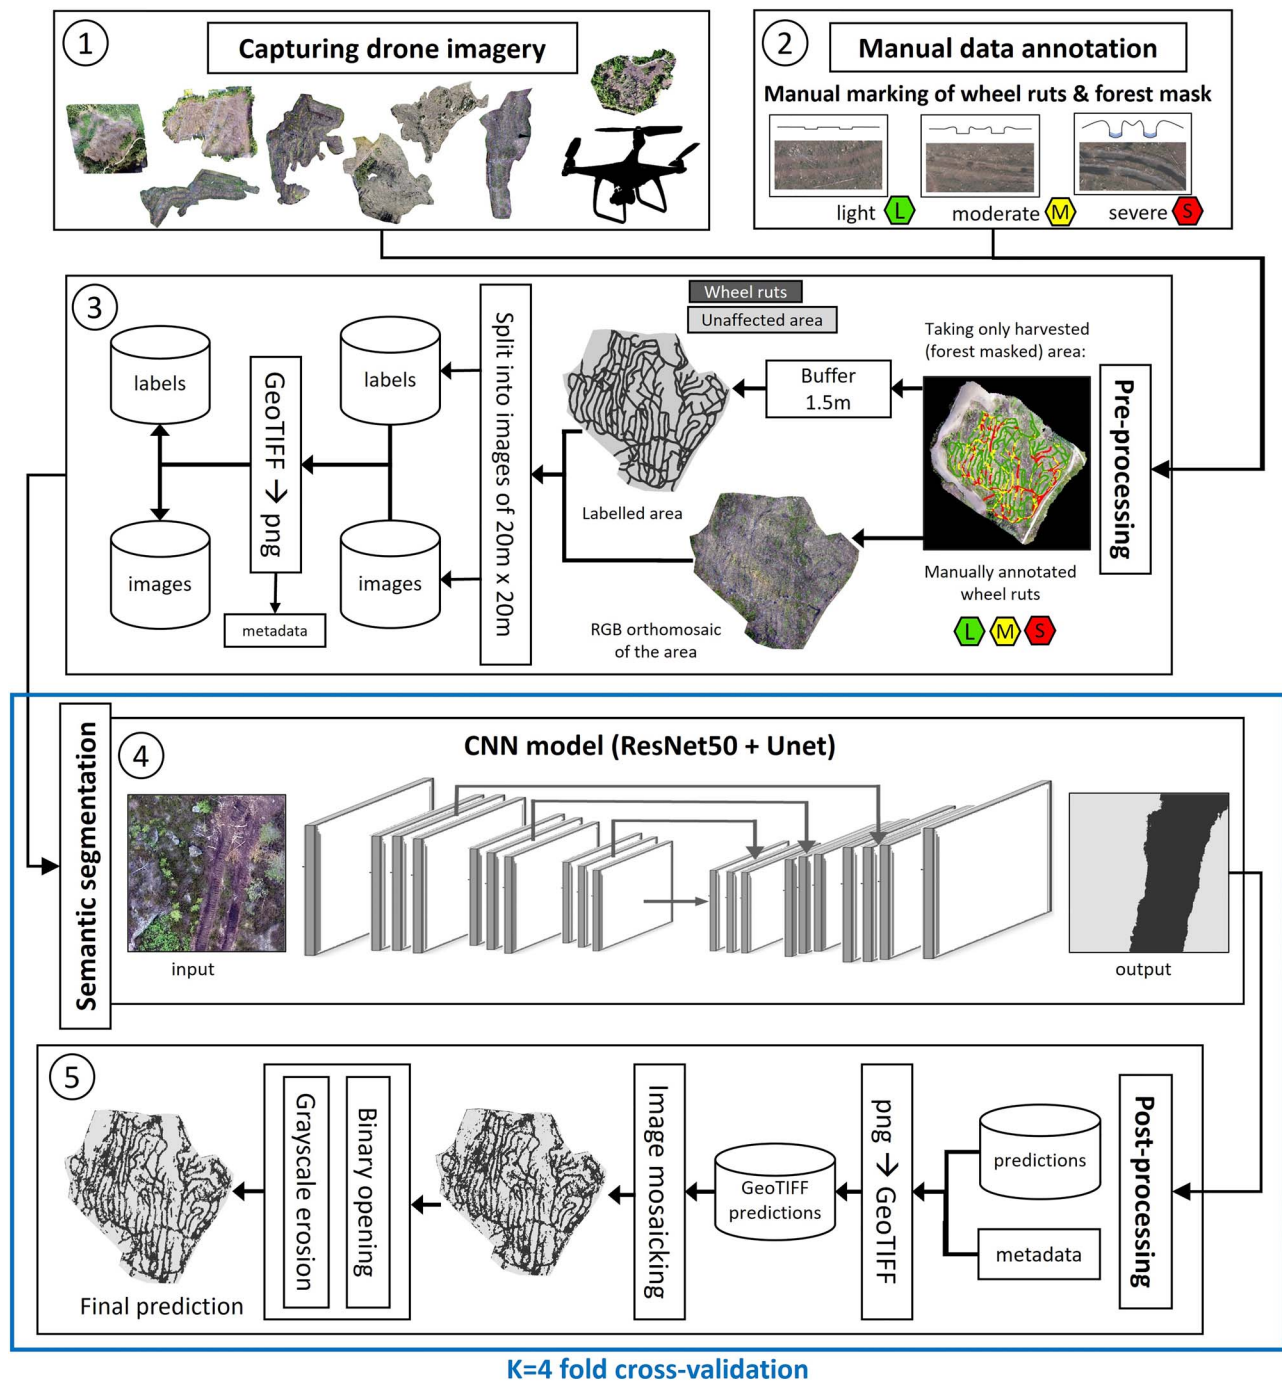 1
Capturing drone imagery
2
Manual data annotation
Manual marking of wheel ruts & forest mask
light L
moderate M
severe S
3
labels
images
GeoTIFF → png
metadata
labels
images
Split into images of 20m x 20m
Wheel ruts
Unaffected area
Labelled area
RGB orthomosaic
of the area
Buffer
1.5m
Taking only harvested
(forest masked) area:
Manually annotated
wheel ruts
L M S
Pre-processing
Semantic segmentation
4
CNN model (ResNet50 + Unet)
input
output
5
Final prediction
Grayscale erosion
Binary opening
Image mosaicking
GeoTIFF
predictions
png → GeoTIFF
predictions
metadata
Post-processing
K=4 fold cross-validation